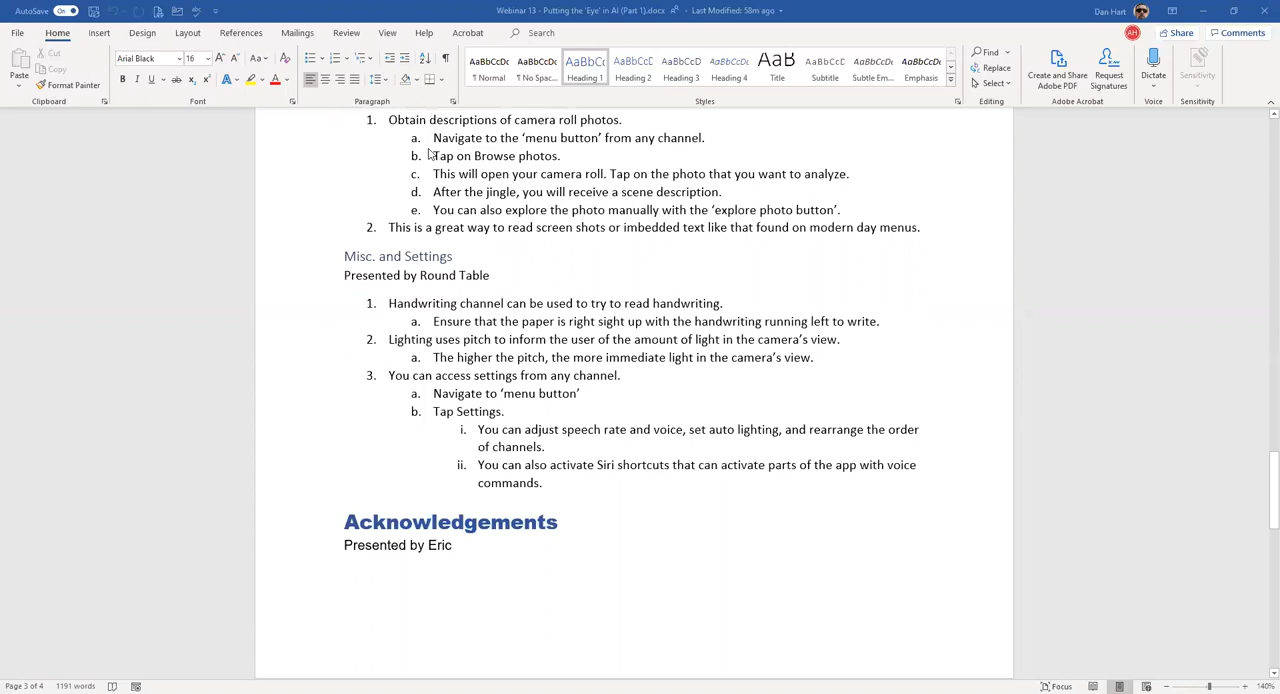 AutoSave On
Webinar 13 - Putting the 'Eye' in AI (Part 1).docx
- Last Modified: 58m ago
Dan Hart
File
Home
Insert
Design
Layout
References
Mailings
Review
View
Help
Acrobat
Search
AH
Share
Comments
Paste
Cut
Copy
Format Painter
Clipboard
Arial Black
16
Font
Paragraph
AaBbCcDc
¶ Normal
AaBbCcDc
¶ No Spac...
AaBbCc
Heading 1
AaBbCcD
Heading 2
AaBbCcD
Heading 3
AaBbCcD
Heading 4
AaB
Title
AaBbCcD
Subtitle
AaBbCcDc
Subtle Em...
AaBbCcDc
Emphasis
Styles
Find
Replace
Select
Editing
Create and Share
Adobe PDF
Request
Signatures
Adobe Acrobat
Dictate
Voice
Sensitivity
Sensitivity
1. Obtain descriptions of camera roll photos.
a. Navigate to the ‘menu button’ from any channel.
b. Tap on Browse photos.
c. This will open your camera roll. Tap on the photo that you want to analyze.
d. After the jingle, you will receive a scene description.
e. You can also explore the photo manually with the ‘explore photo button’.
2. This is a great way to read screen shots or imbedded text like that found on modern day menus.
Misc. and Settings
Presented by Round Table
1. Handwriting channel can be used to try to read handwriting.
a. Ensure that the paper is right sight up with the handwriting running left to write.
2. Lighting uses pitch to inform the user of the amount of light in the camera’s view.
a. The higher the pitch, the more immediate light in the camera’s view.
3. You can access settings from any channel.
a. Navigate to ‘menu button’
b. Tap Settings.
i. You can adjust speech rate and voice, set auto lighting, and rearrange the order
of channels.
ii. You can also activate Siri shortcuts that can activate parts of the app with voice
commands.
Acknowledgements
Presented by Eric
Page 3 of 4
1191 words
Focus
140%